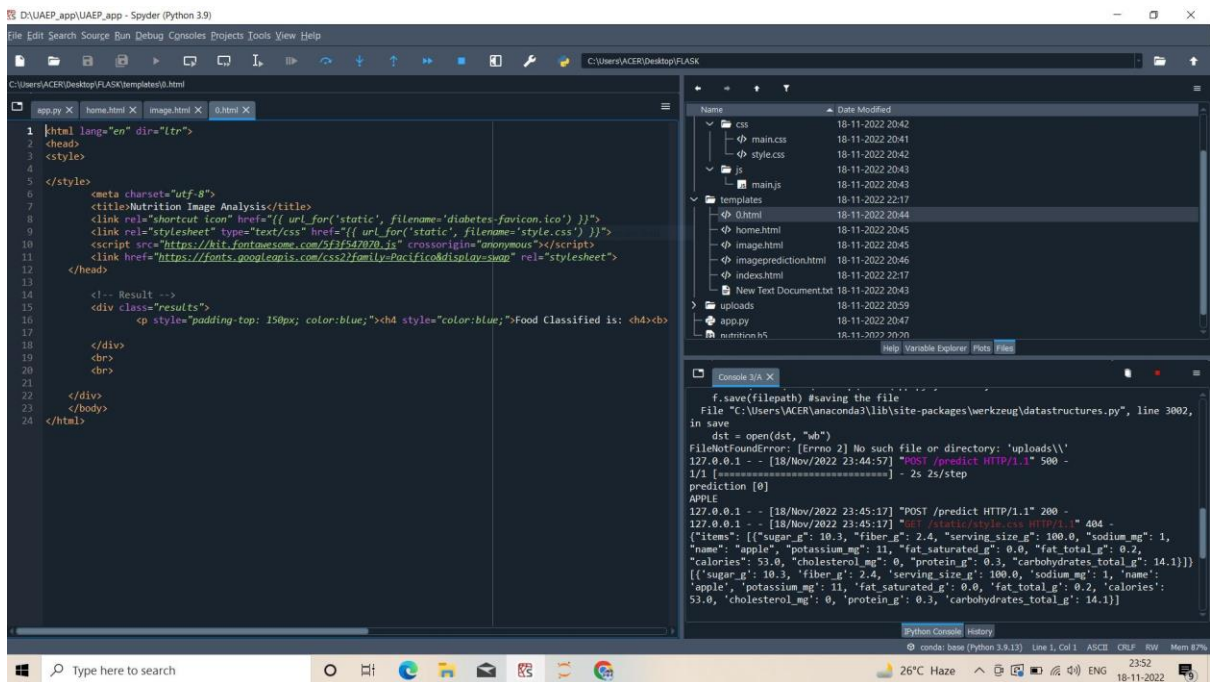 D:\UAEP_app\UAEP_app - Spyder (Python 3.9)
File Edit Search Source Run Debug Consoles Projects Tools View Help
C:\Users\ACER\Desktop\FLASK
C:\Users\ACER\Desktop\FLASK\templates\0.html
app.py X home.html X image.html X 0.html X
1 <html lang="en" dir="ltr">
2 <head>
3 <style>
4
5 </style>
6 <meta charset="utf-8">
7 <title>Nutrition Image Analysis</title>
8 <link rel="shortcut icon" href="{{ url_for('static', filename='diabetes-favicon.ico') }}">
9 <link rel="stylesheet" type="text/css" href="{{ url_for('static', filename='style.css') }}">
10 <script src="https://kit.fontawesome.com/5f3f547070.js" crossorigin="anonymous"></script>
11 <link href="https://fonts.googleapis.com/css2?family=Pacifico&display=swap" rel="stylesheet">
12 </head>
13
14 <!-- Result -->
15 <div class="results">
16 <p style="padding-top: 150px; color:blue;"><h4 style="color:blue;">Food Classified is: <h4><b>
17
18 </div>
19 <br>
20 <br>
21
22 </div>
23 </body>
24 </html>
Name Date Modified
css 18-11-2022 20:42
main.css 18-11-2022 20:41
style.css 18-11-2022 20:42
js 18-11-2022 20:43
main.js 18-11-2022 20:43
templates 18-11-2022 22:17
0.html 18-11-2022 20:44
home.html 18-11-2022 20:45
image.html 18-11-2022 20:45
imageprediction.html 18-11-2022 20:46
indexs.html 18-11-2022 22:17
New Text Document.txt 18-11-2022 20:43
uploads 18-11-2022 20:59
app.py 18-11-2022 20:47
nutrition.h5 18-11-2022 20:20
Help Variable Explorer Plots Files
Console 3/A X
f.save(filepath) #saving the file
File "C:\Users\ACER\anaconda3\lib\site-packages\werkzeug\datastructures.py", line 3002,
in save
dst = open(dst, "wb")
FileNotFoundError: [Errno 2] No such file or directory: 'uploads\\'
127.0.0.1 - - [18/Nov/2022 23:44:57] "POST /predict HTTP/1.1" 500 -
1/1 [==============================] - 2s 2s/step
prediction [0]
APPLE
127.0.0.1 - - [18/Nov/2022 23:45:17] "POST /predict HTTP/1.1" 200 -
127.0.0.1 - - [18/Nov/2022 23:45:17] "GET /static/style.css HTTP/1.1" 404 -
{"items": [{"sugar_g": 10.3, "fiber_g": 2.4, "serving_size_g": 100.0, "sodium_mg": 1,
"name": "apple", "potassium_mg": 11, "fat_saturated_g": 0.0, "fat_total_g": 0.2,
"calories": 53.0, "cholesterol_mg": 0, "protein_g": 0.3, "carbohydrates_total_g": 14.1}]}
[{'sugar_g': 10.3, 'fiber_g': 2.4, 'serving_size_g': 100.0, 'sodium_mg': 1, 'name':
'apple', 'potassium_mg': 11, 'fat_saturated_g': 0.0, 'fat_total_g': 0.2, 'calories':
53.0, 'cholesterol_mg': 0, 'protein_g': 0.3, 'carbohydrates_total_g': 14.1}]
IPython Console History
conda: base (Python 3.9.13) Line 1, Col 1 ASCII CRLF RW Mem 87%
Type here to search
26°C Haze ENG 23:52
18-11-2022